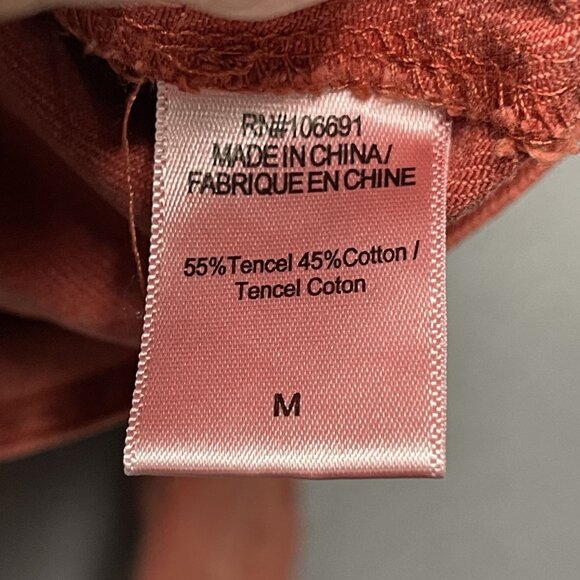 RN#106691
MADE IN CHINA/
FABRIQUE EN CHINE
55%Tencel 45%Cotton /
Tencel Coton
M